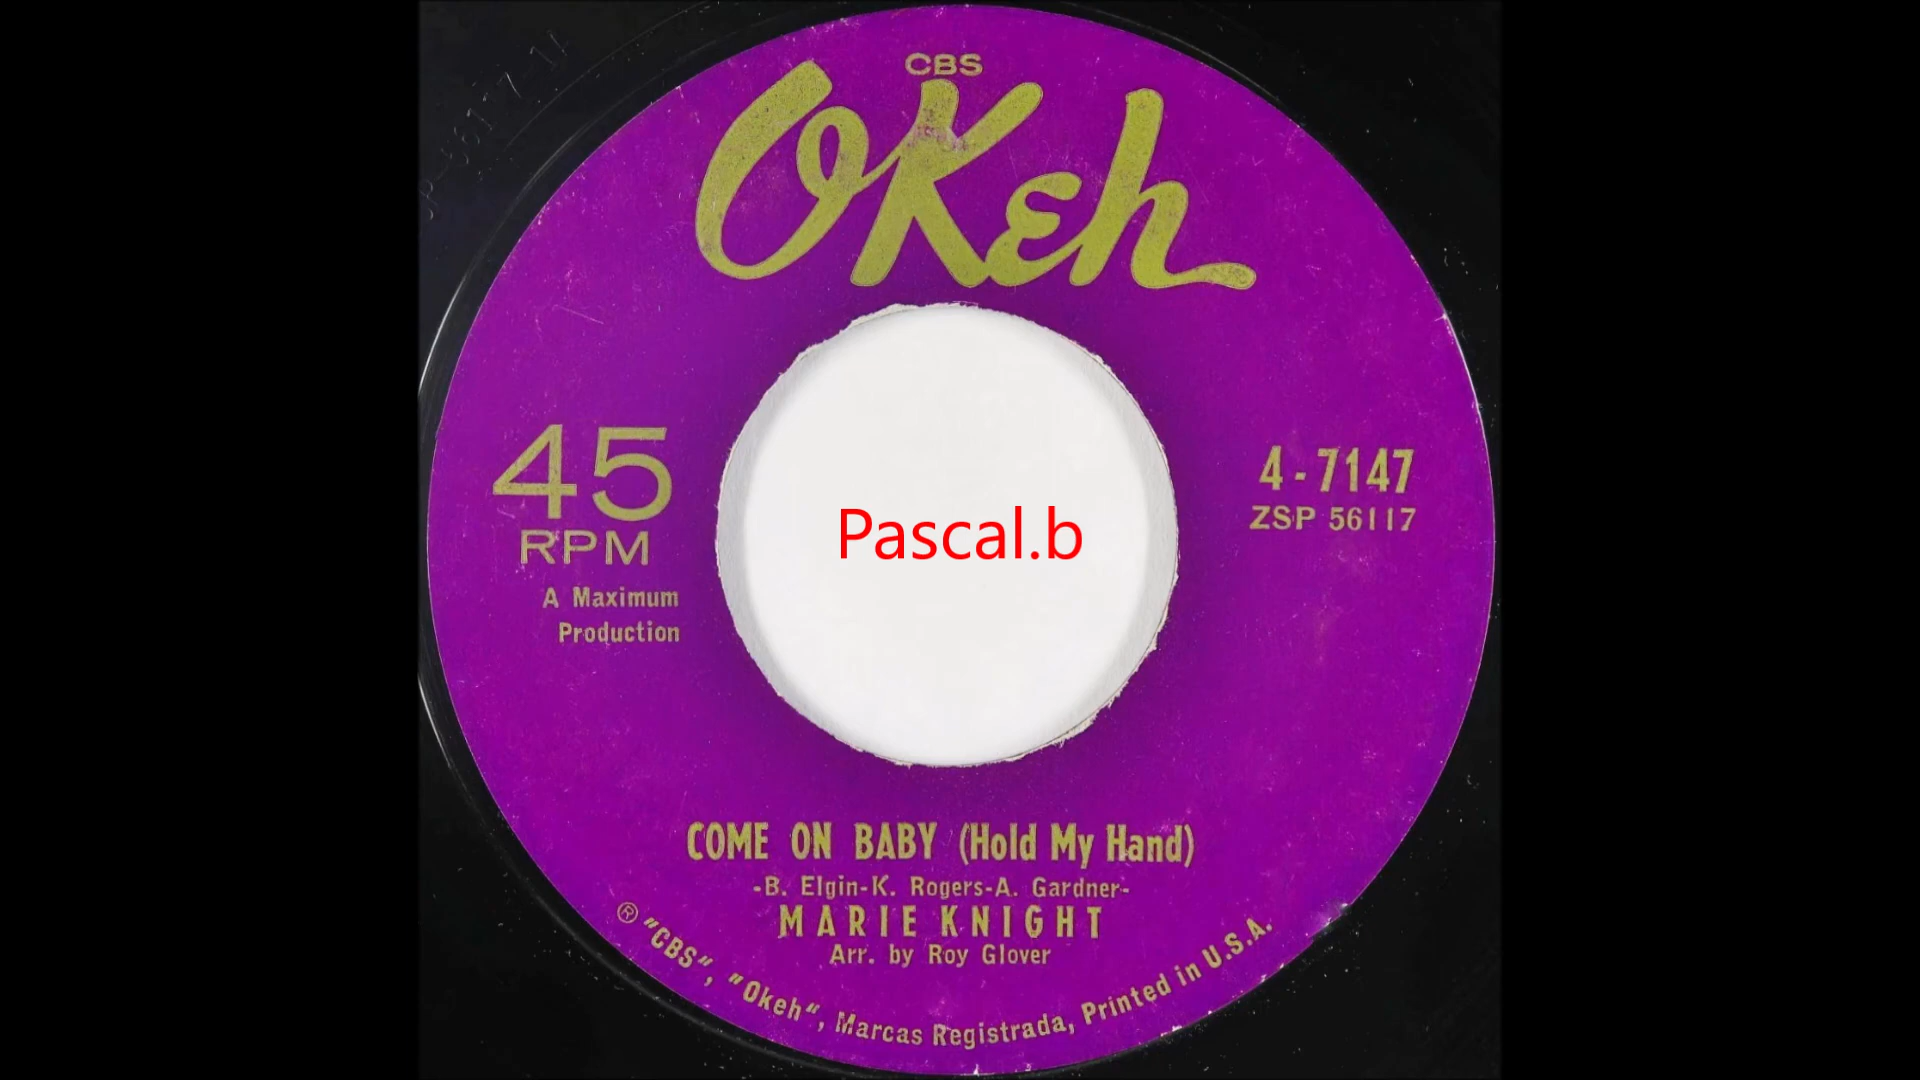 CBS
OKeh
45
RPM
A Maximum
Production
4-7147
ZSP 56117
Pascal.b
COME ON BABY (Hold My Hand)
-B. Elgin-K. Rogers-A. Gardner-
MARIE KNIGHT
Arr. by Roy Glover
® "CBS", "Okeh", Marcas Registrada, Printed in U.S.A.